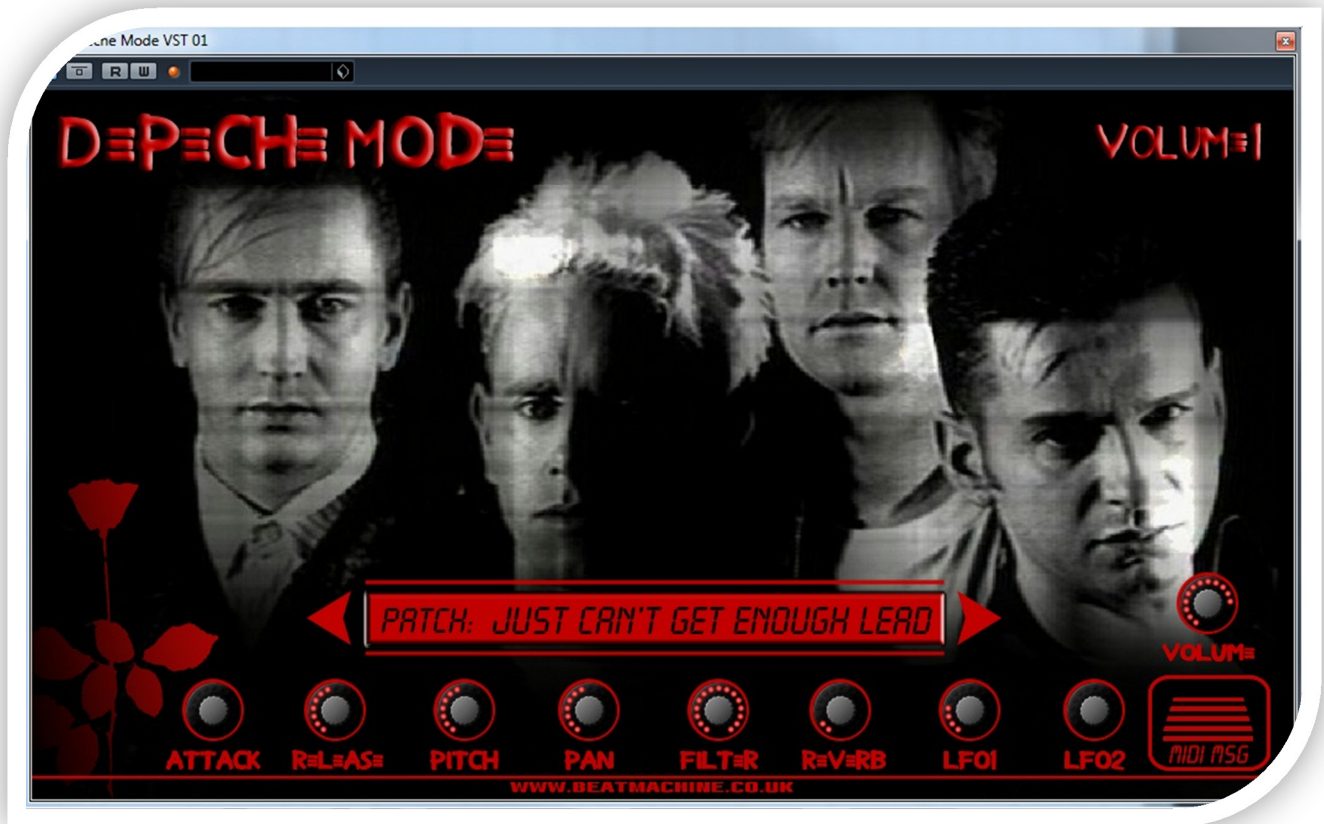 che Mode VST 01
R W
DEPECHE MODE
VOLUME 1
PATCH: JUST CAN'T GET ENOUGH LEAD
VOLUME
ATTACK RELEASE PITCH PAN FILTER REVERB LFO1 LFO2
MIDI MSG
WWW.BEATMACHINE.CO.UK